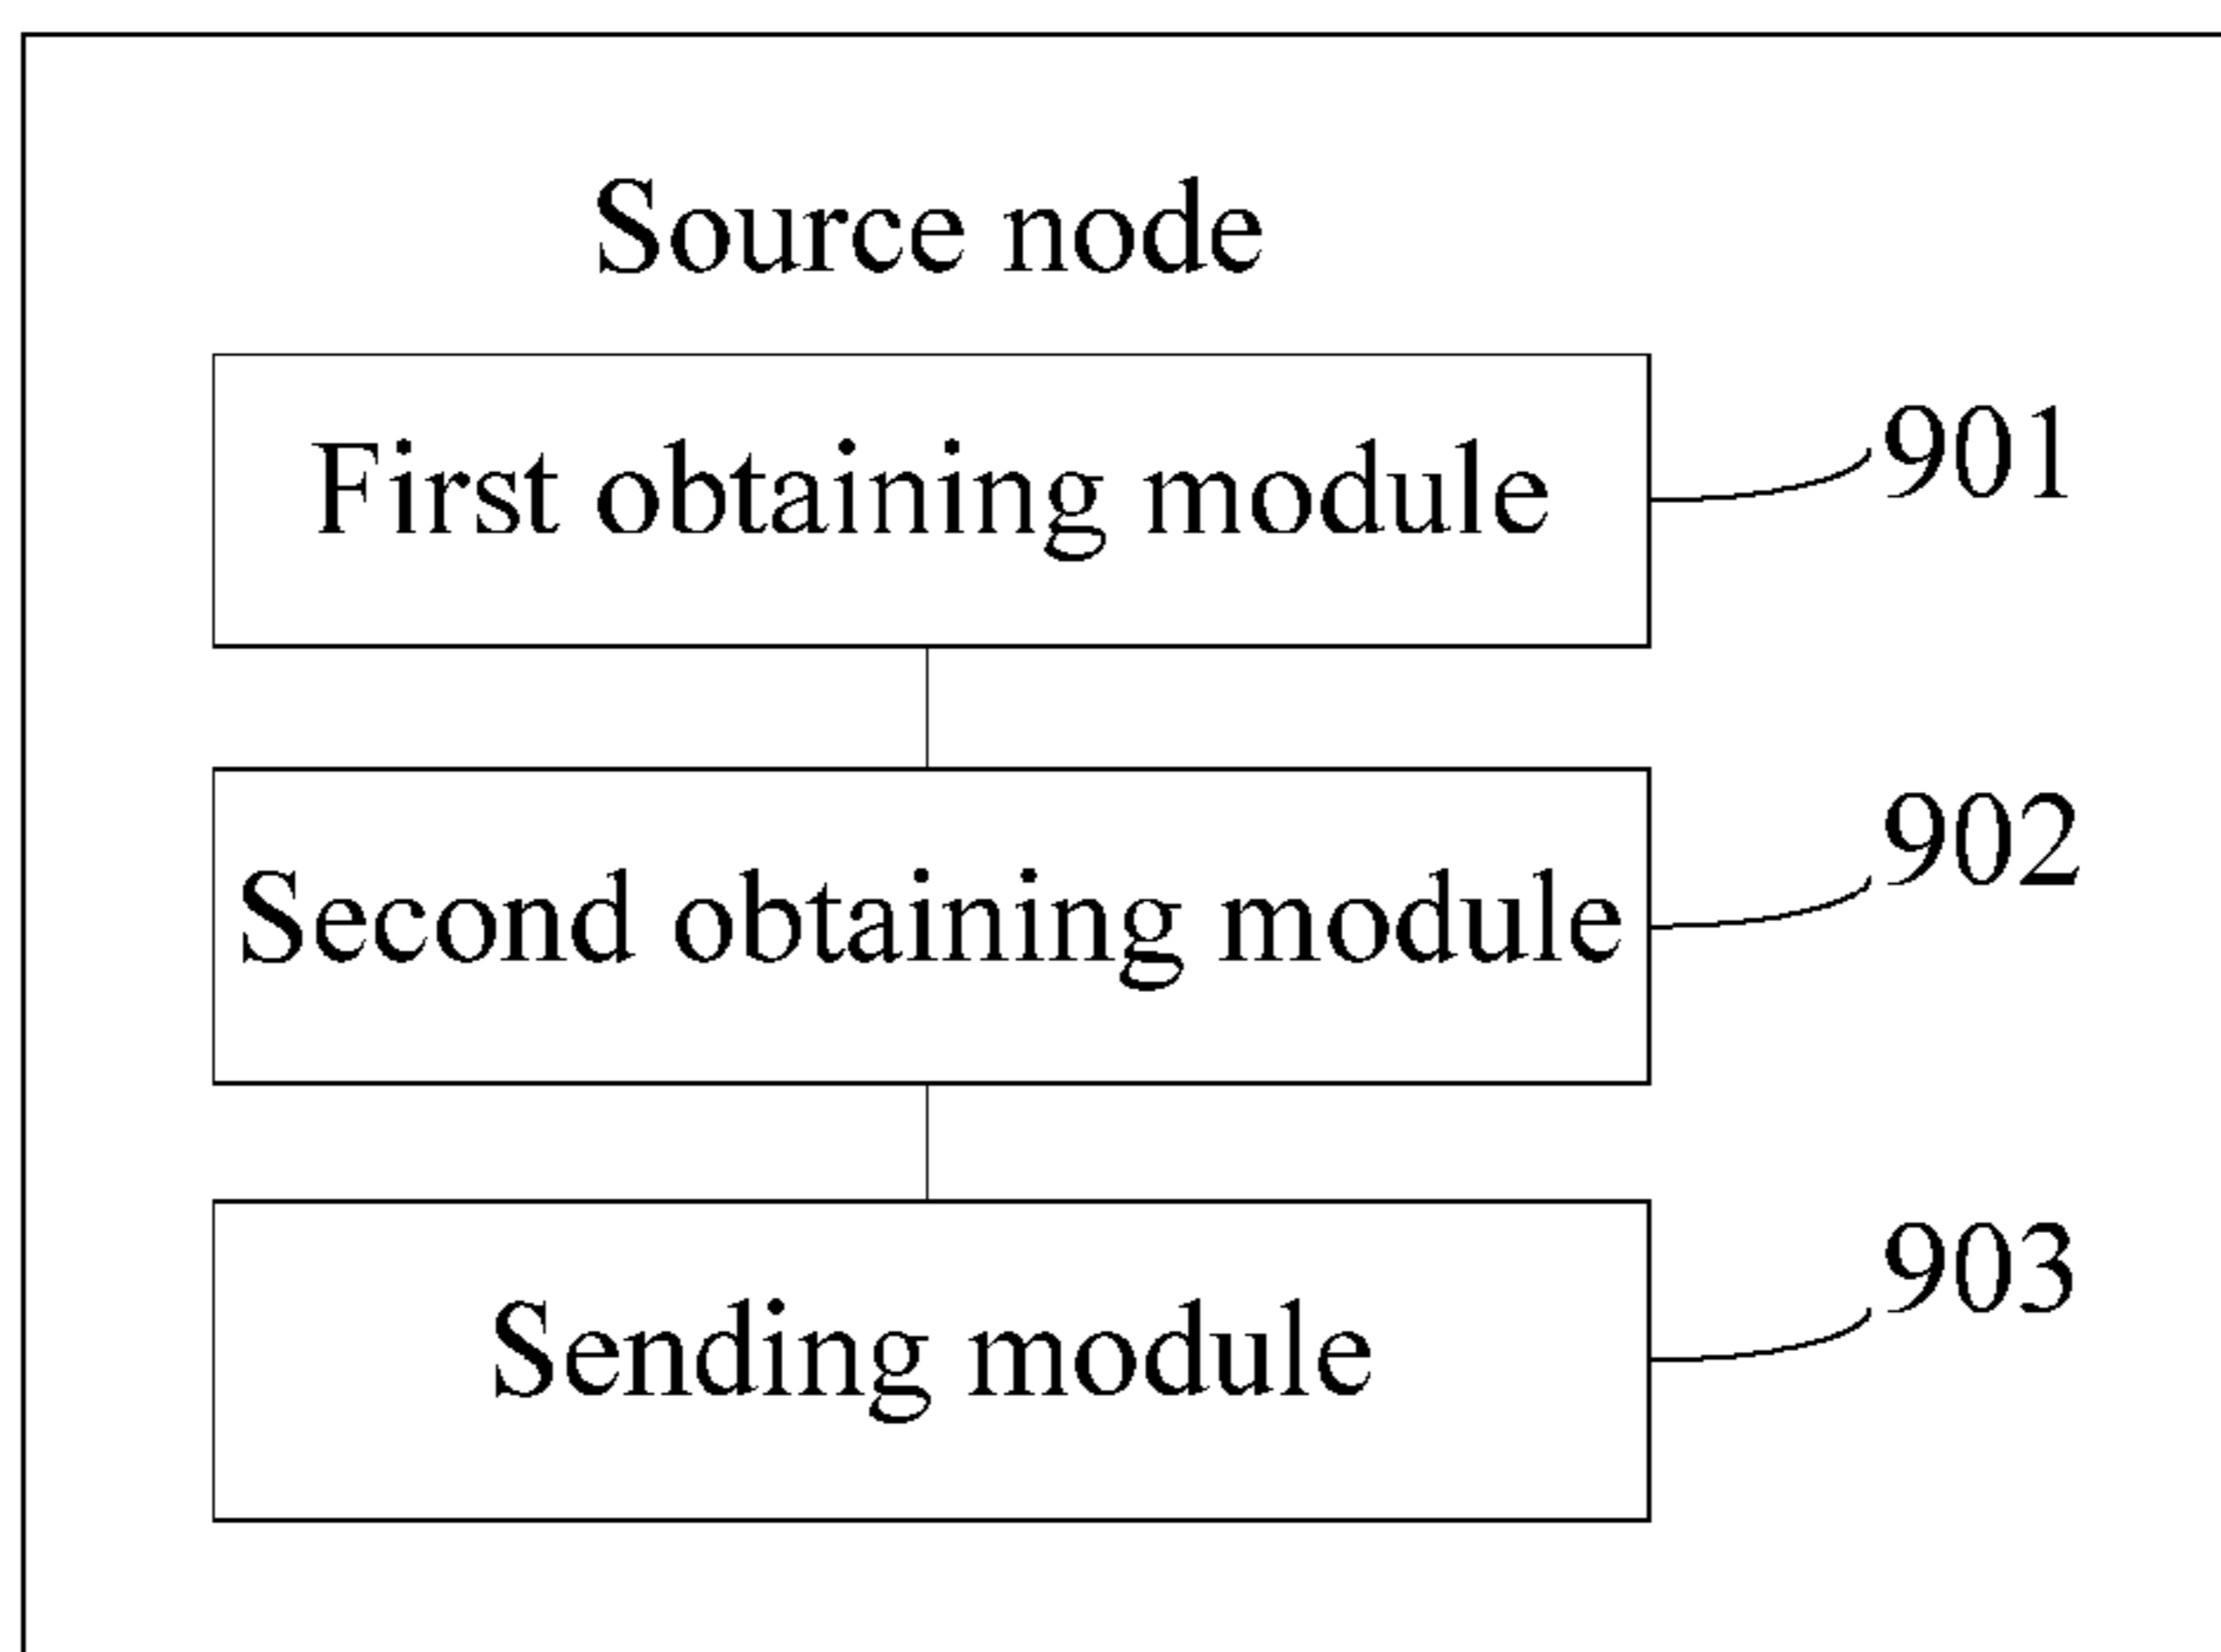 Source node
First obtaining module
901
Second obtaining module
902
Sending module
903